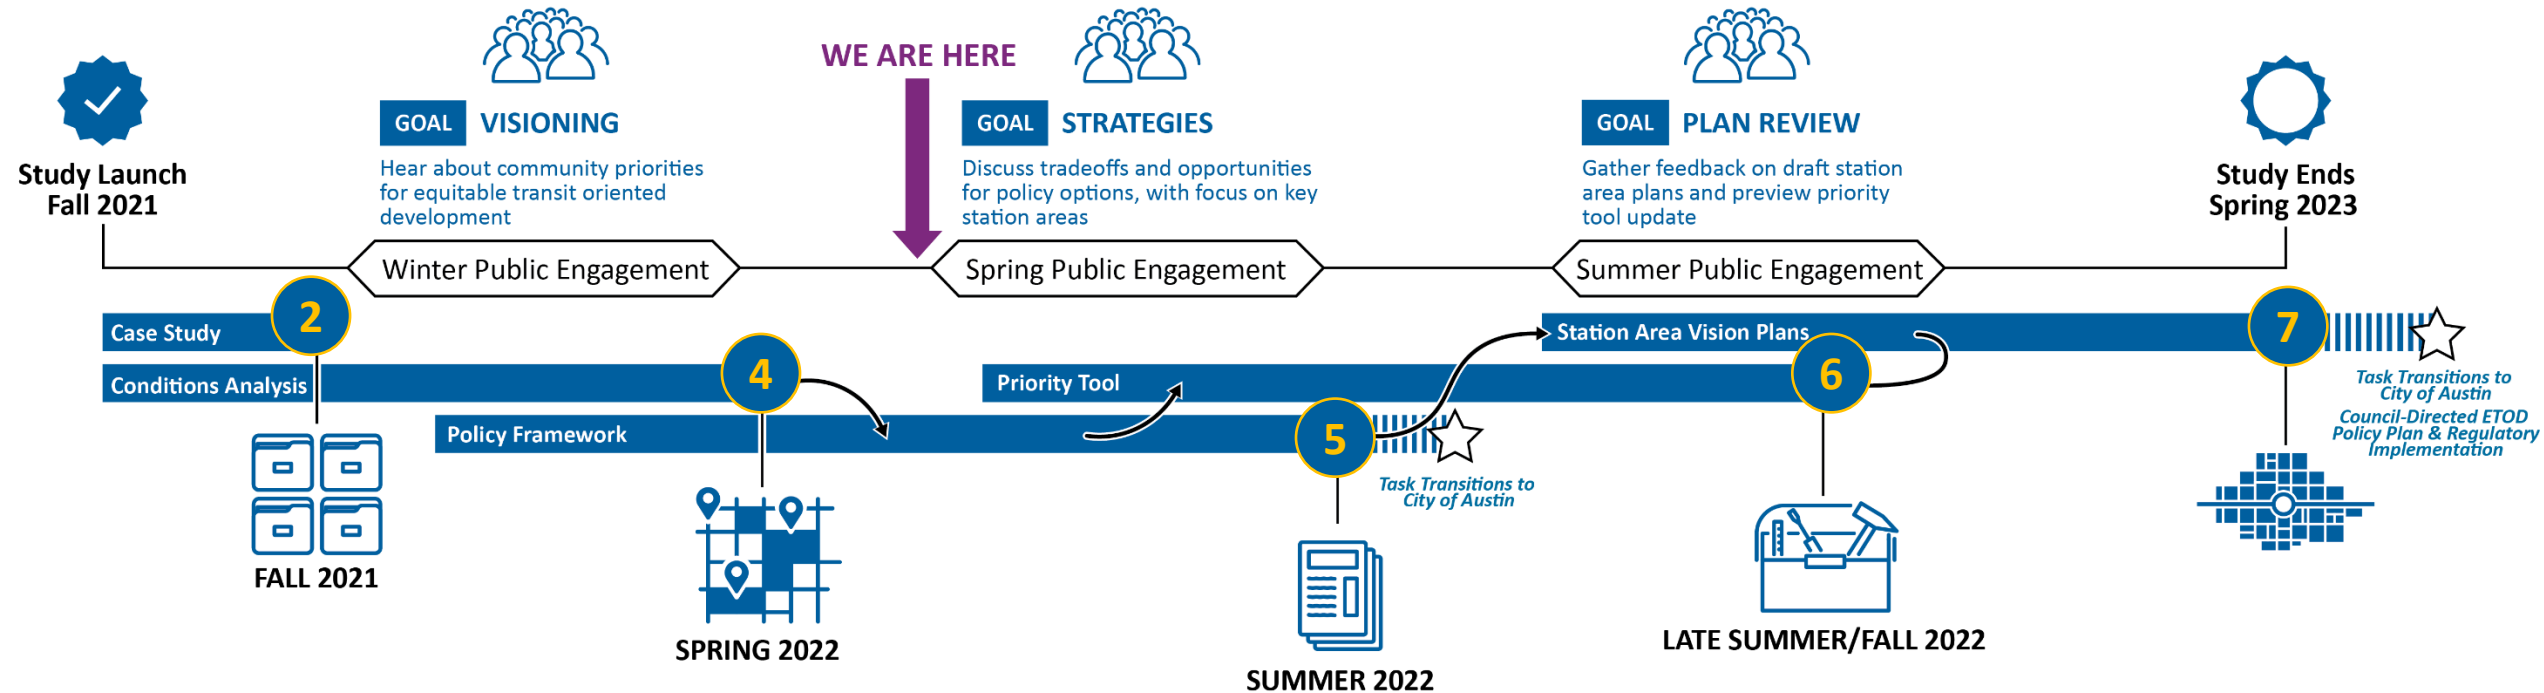 WE ARE HERE
Study Launch
Fall 2021
GOAL VISIONING
Hear about community priorities
for equitable transit oriented
development
GOAL STRATEGIES
Discuss tradeoffs and opportunities
for policy options, with focus on key
station areas
GOAL PLAN REVIEW
Gather feedback on draft station
area plans and preview priority
tool update
Study Ends
Spring 2023
Winter Public Engagement
Spring Public Engagement
Summer Public Engagement
Case Study
2
Station Area Vision Plans
7
Conditions Analysis
4
Priority Tool
6
Policy Framework
5
Task Transitions to
City of Austin
Task Transitions to
City of Austin
Council-Directed ETOD
Policy Plan & Regulatory
Implementation
FALL 2021
SPRING 2022
SUMMER 2022
LATE SUMMER/FALL 2022